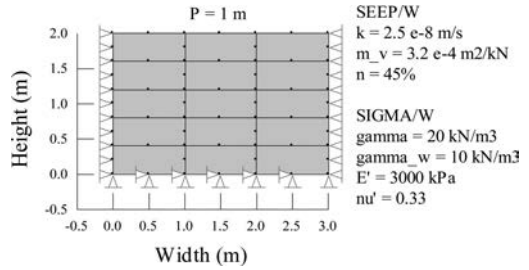 P = 1 m
2.0
1.5
1.0
0.5
0.0
-0.5
Height (m)
-0.5 0.0 0.5 1.0 1.5 2.0 2.5 3.0
Width (m)
SEEP/W
k = 2.5 e-8 m/s
m_v = 3.2 e-4 m2/kN
n = 45%
SIGMA/W
gamma = 20 kN/m3
gamma_w = 10 kN/m3
E' = 3000 kPa
nu' = 0.33